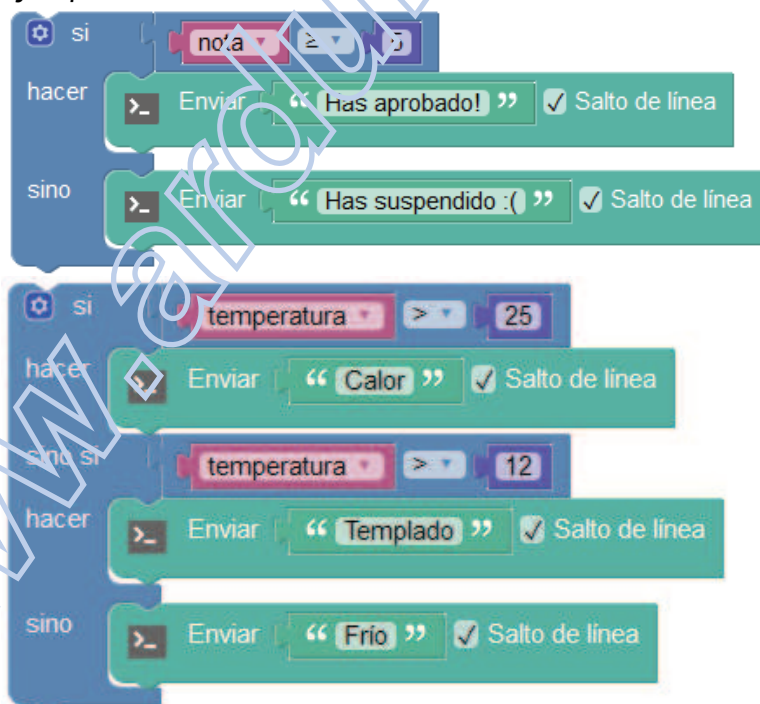 si nota ≥ 5
hacer Enviar “ Has aprobado! ” Salto de línea
sino Enviar “ Has suspendido :( ” Salto de línea
si temperatura > 25
hacer Enviar “ Calor ” Salto de línea
sino si temperatura > 12
hacer Enviar “ Templado ” Salto de línea
sino Enviar “ Frío ” Salto de línea